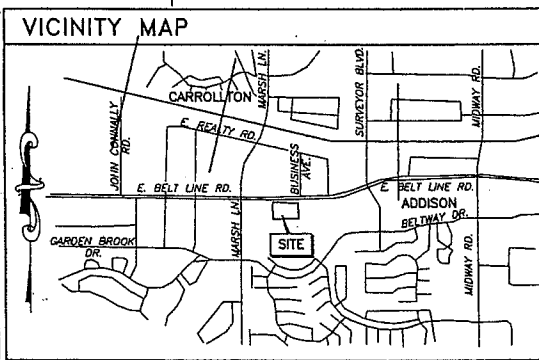 VICINITY MAP
CARROLLTON
MARSH LN.
SURVEYOR BLVD.
MIDWAY RD.
JOHN CONNALLY
RD.
E. REALTY RD.
BUSINESS
AVE.
E. BELT LINE RD.
E. BELT LINE RD.
ADDISON
BELTWAY DR.
GARDEN BROOK
DR.
MARSH LN.
SITE
MIDWAY RD.